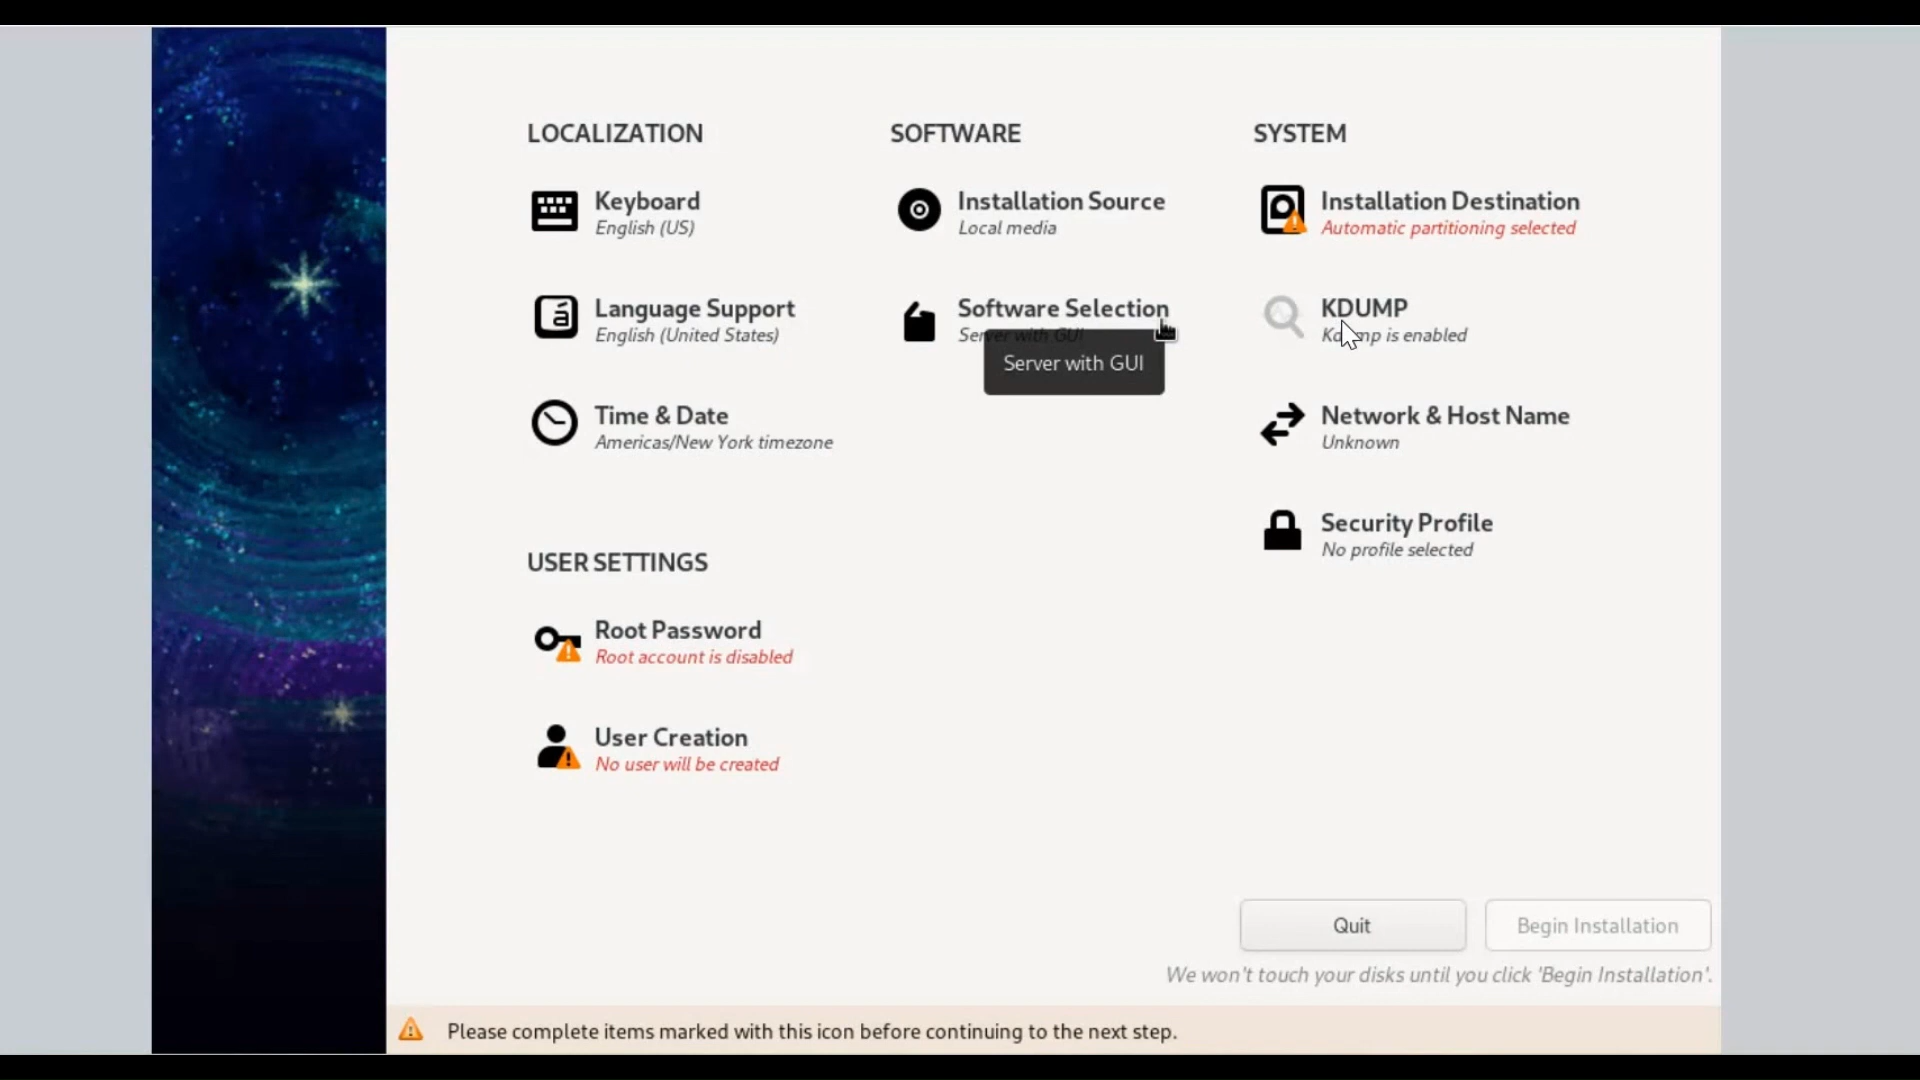 LOCALIZATION
Keyboard
English (US)
Language Support
English (United States)
Time & Date
Americas/New York timezone
USER SETTINGS
Root Password
Root account is disabled
User Creation
No user will be created
SOFTWARE
Installation Source
Local media
Software Selection
Server with GUI
Server with GUI
SYSTEM
Installation Destination
Automatic partitioning selected
KDUMP
Kdump is enabled
Network & Host Name
Unknown
Security Profile
No profile selected
Quit
Begin Installation
We won't touch your disks until you click 'Begin Installation'.
Please complete items marked with this icon before continuing to the next step.